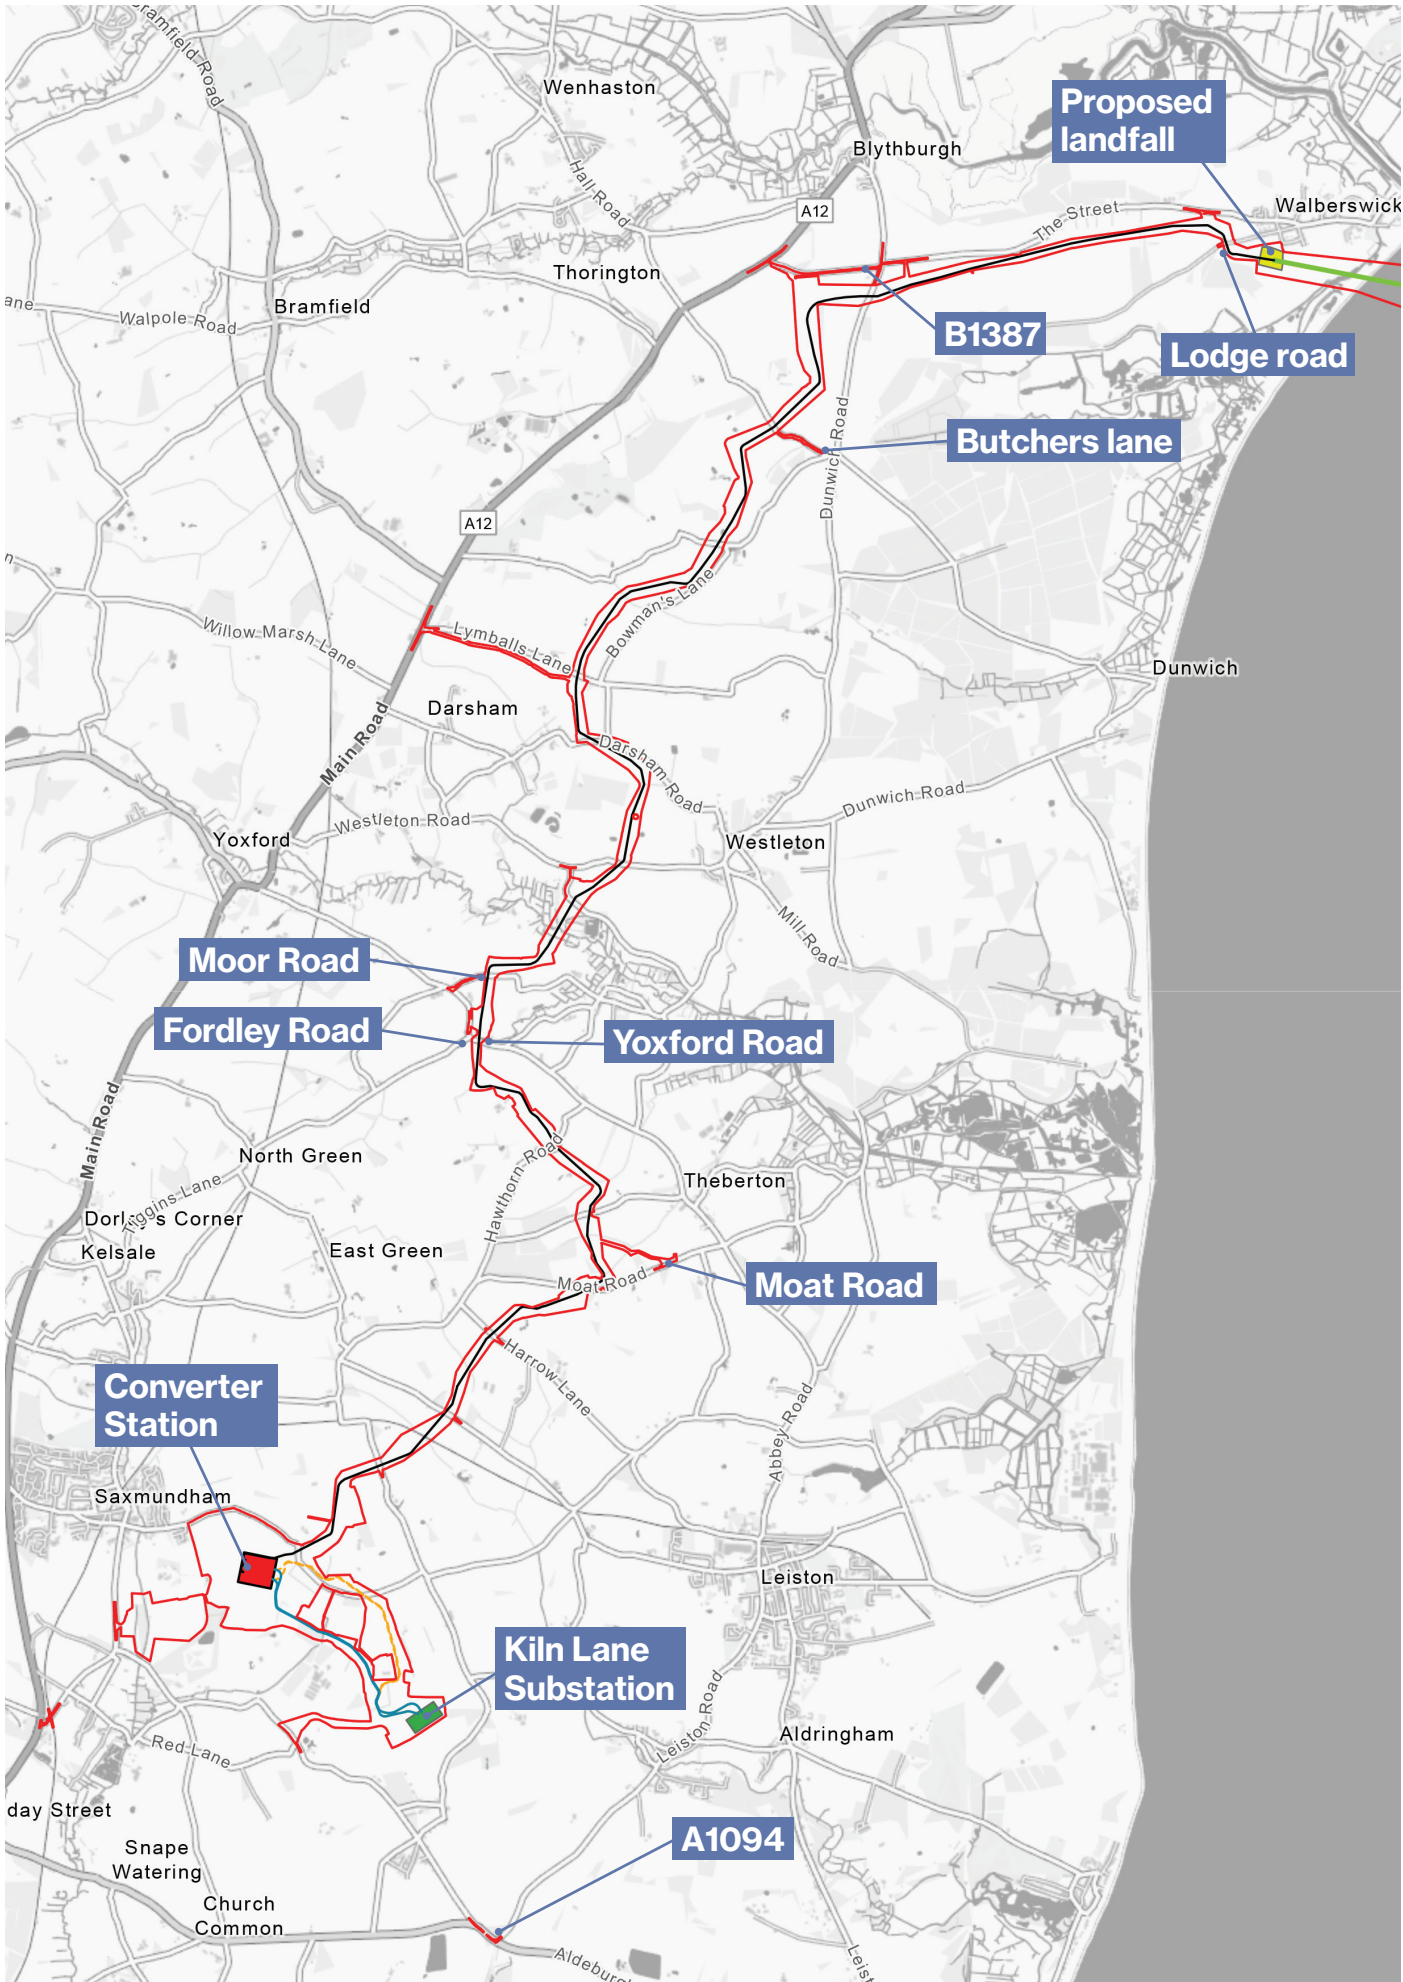 Bramfield Road
Wenhaston
Proposed
landfall
Blythburgh
Hall Road
A12
The Street
Walberswick
Thorington
Bramfield
Walpole Road
B1387
Lodge road
Butchers lane
Dunwich Road
A12
Bowman's Lane
Willow Marsh Lane
Lymballs Lane
Dunwich
Darsham
Main Road
Darsham Road
Dunwich Road
Westleton Road
Yoxford
Westleton
Mill Road
Moor Road
Fordley Road
Yoxford Road
Main Road
North Green
Hawthorn Road
Theberton
Tiggins Lane
Kelsale
East Green
Moat Road
Moat Road
Harrow Lane
Converter
Station
Abbey Road
Saxmundham
Leiston
Kiln Lane
Substation
Leiston Road
Aldringham
Red Lane
day Street
A1094
Snape
Watering
Church
Common